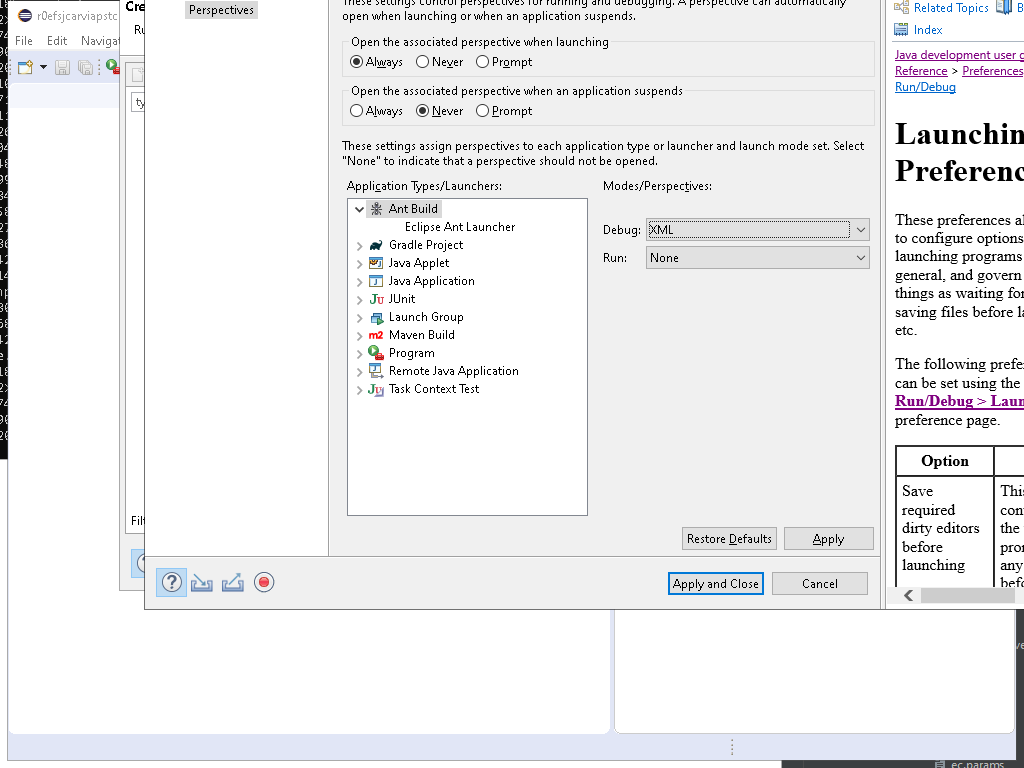 r0efsjcarviapstc
File Edit Navigat
Cre
Ru
ty
Filt
Perspectives
These settings control perspectives for running and debugging. A perspective can automatically
open when launching or when an application suspends.
Open the associated perspective when launching
Always Never Prompt
Open the associated perspective when an application suspends
Always Never Prompt
These settings assign perspectives to each application type or launcher and launch mode set. Select
"None" to indicate that a perspective should not be opened.
Application Types/Launchers:
Modes/Perspectives:
Ant Build
Eclipse Ant Launcher
Gradle Project
Java Applet
Java Application
JUnit
Launch Group
Maven Build
Program
Remote Java Application
Task Context Test
Debug: XML
Run: None
Restore Defaults Apply
Apply and Close Cancel
Related Topics B
Index
Java development user g
Reference > Preferences
Run/Debug
Launchin
Preferenc
These preferences al
to configure options
launching programs
general, and govern
things as waiting for
saving files before la
etc.
The following prefer
can be set using the
Run/Debug > Laun
preference page.
Option
Save
required
dirty editors
before
launching
This
con
the
pro
any
befo
ec.params